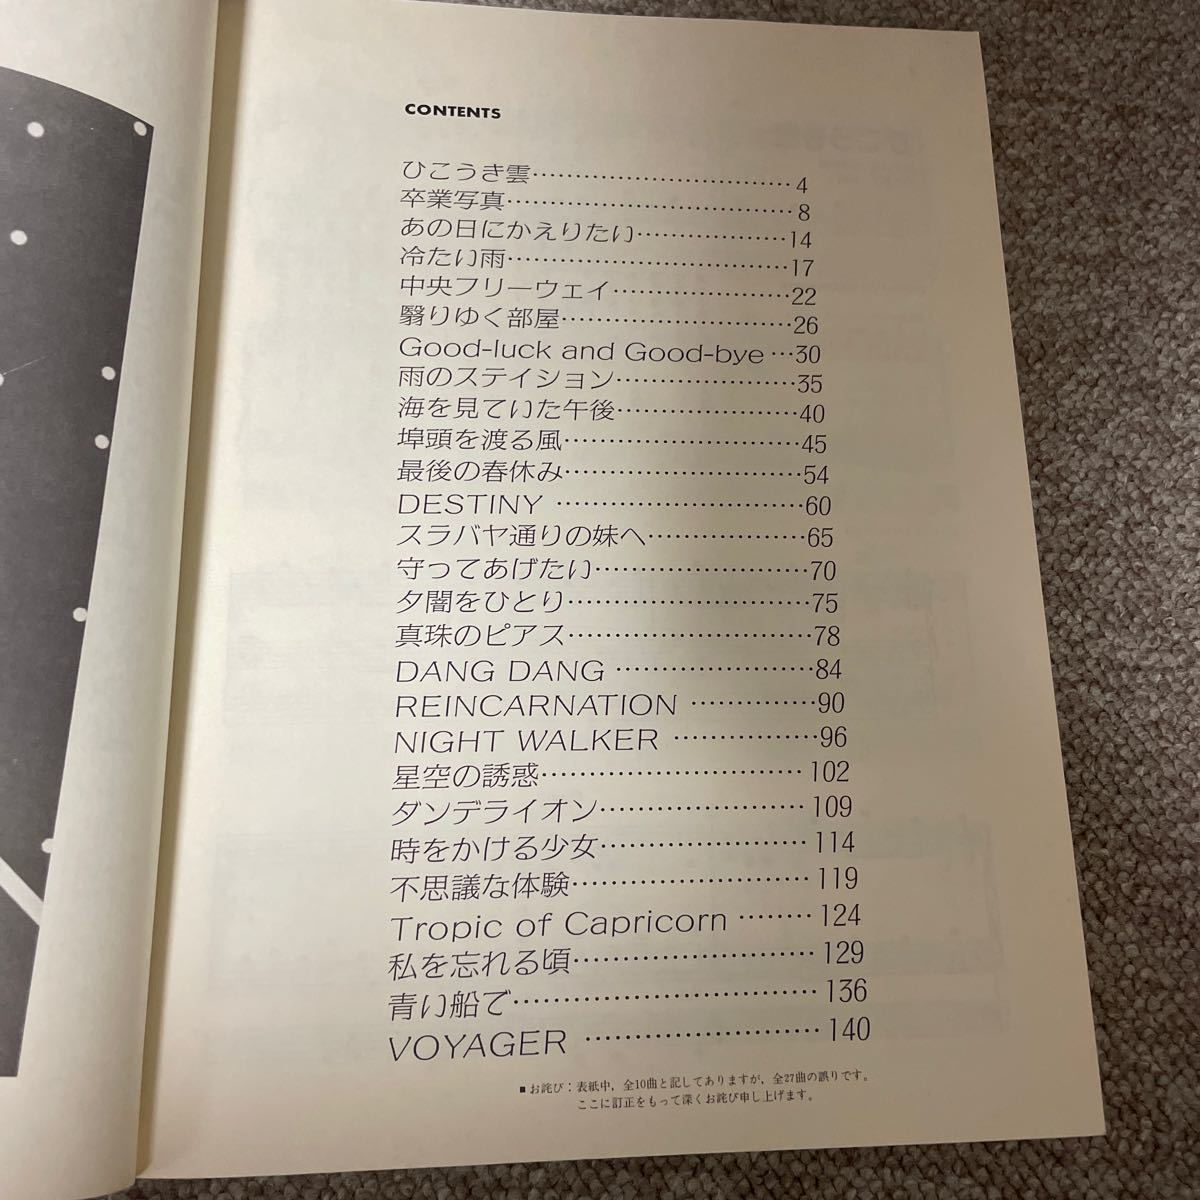 CONTENTS
ひこうき雲……………………………4
卒業写真………………………………8
あの日にかえりたい………………14
冷たい雨……………………………17
中央フリーウェイ…………………22
翳りゆく部屋………………………26
Good-luck and Good-bye …30
雨のステイション…………………35
海を見ていた午後…………………40
埠頭を渡る風………………………45
最後の春休み………………………54
DESTINY ………………………60
スラバヤ通りの妹へ………………65
守ってあげたい……………………70
夕闇をひとり………………………75
真珠のピアス………………………78
DANG DANG …………………84
REINCARNATION ……………90
NIGHT WALKER ……………96
星空の誘惑………………………102
ダンデライオン…………………109
時をかける少女…………………114
不思議な体験……………………119
Tropic of Capricorn ………124
私を忘れる頃……………………129
青い船で…………………………136
VOYAGER ……………………140
■お詫び：表紙中，全10曲と記してありますが，全27曲の誤りです。
ここに訂正をもって深くお詫び申し上げます。